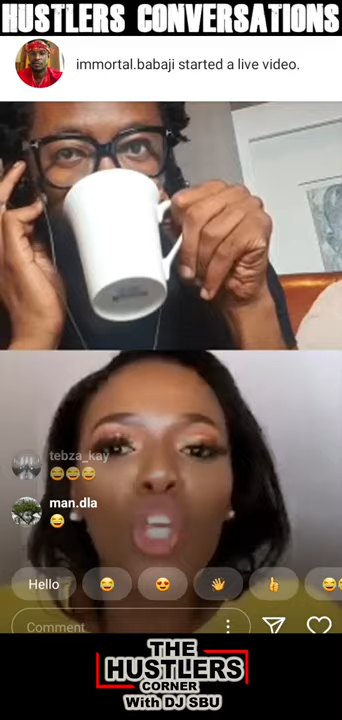 HUSTLERS CONVERSATIONS
immortal.babaji started a live video.
tebza_kay
😂😂😂
man.dla
😂
Hello 😂 😍 👋 👍 😂
Comment
THE
HUSTLERS
CORNER
With DJ SBU